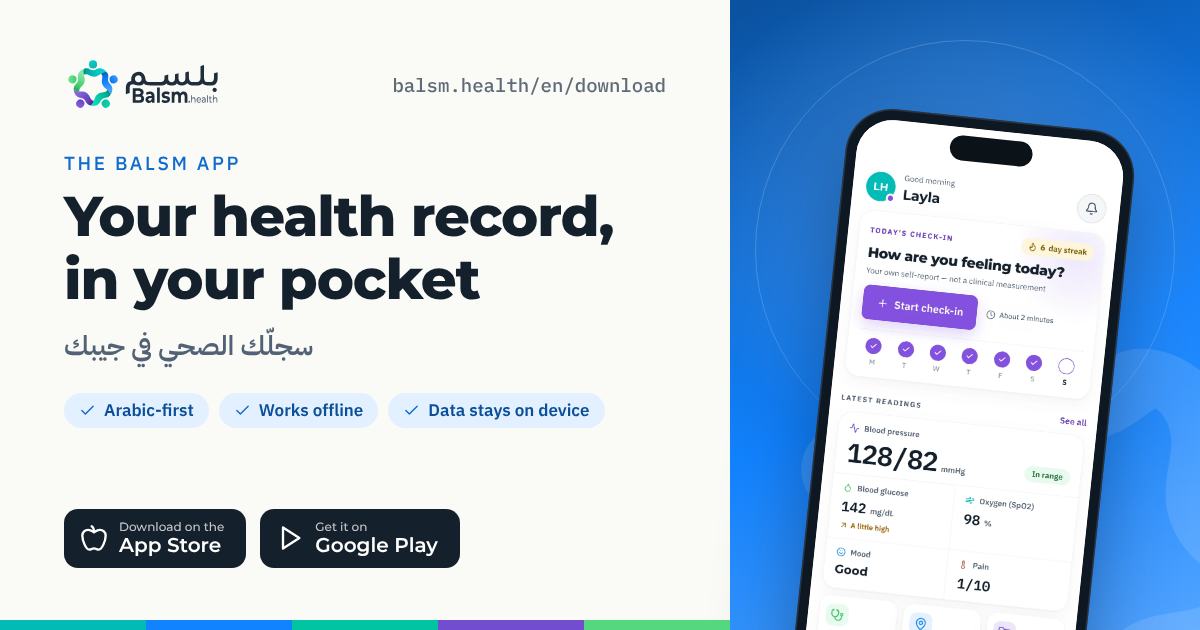 بلسم
Balsm.health
balsm.health/en/download
THE BALSM APP
Your health record,
in your pocket
سجلّك الصحي في جيبك
Arabic-first
Works offline
Data stays on device
Download on the
App Store
Get it on
Google Play
LH
Good morning
Layla
TODAY'S CHECK-IN
6 day streak
How are you feeling today?
Your own self-report — not a clinical measurement
Start check-in
About 2 minutes
M T W T F S S
LATEST READINGS
See all
Blood pressure
128/82 mmHg
In range
Blood glucose
142 mg/dL
A little high
Oxygen (SpO2)
98 %
Mood
Good
Pain
1/10